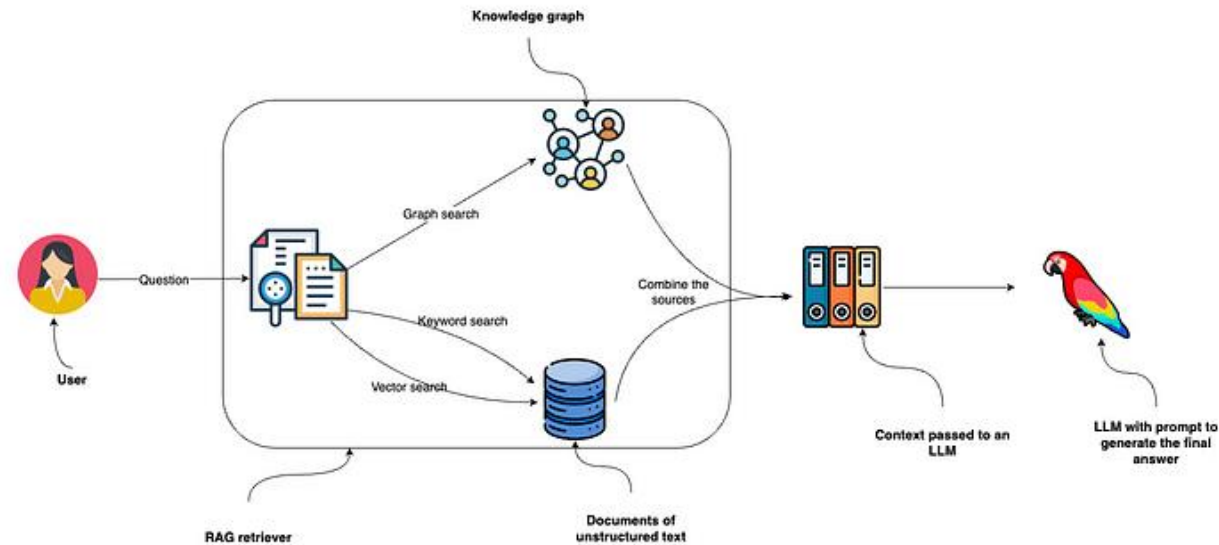 Knowledge graph
Graph search
Question
Combine the
sources
Keyword search
User
Vector search
Context passed to an
LLM
LLM with prompt to
generate the final
answer
RAG retriever
Documents of
unstructured text